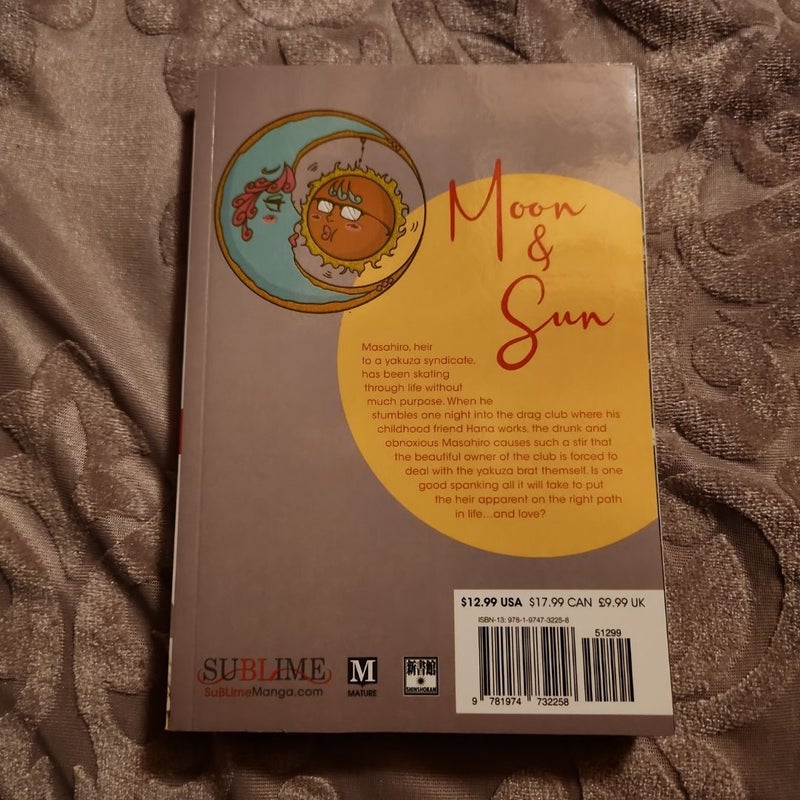 Moon
&
Sun
Masahiro, heir
to a yakuza syndicate,
has been skating
through life without
much purpose. When he
stumbles one night into the drag club where his
childhood friend Hana works, the drunk and
obnoxious Masahiro causes such a stir that
the beautiful owner of the club is forced to
deal with the yakuza brat themself. Is one
good spanking all it will take to put
the heir apparent on the right path
in life...and love?
$12.99 USA $17.99 CAN £9.99 UK
ISBN-13: 978-1-9747-3225-8
51299
9 781974 732258
SUBLIME
SuBLimeManga.com
M
MATURE
新書館
SHINSHOKAN